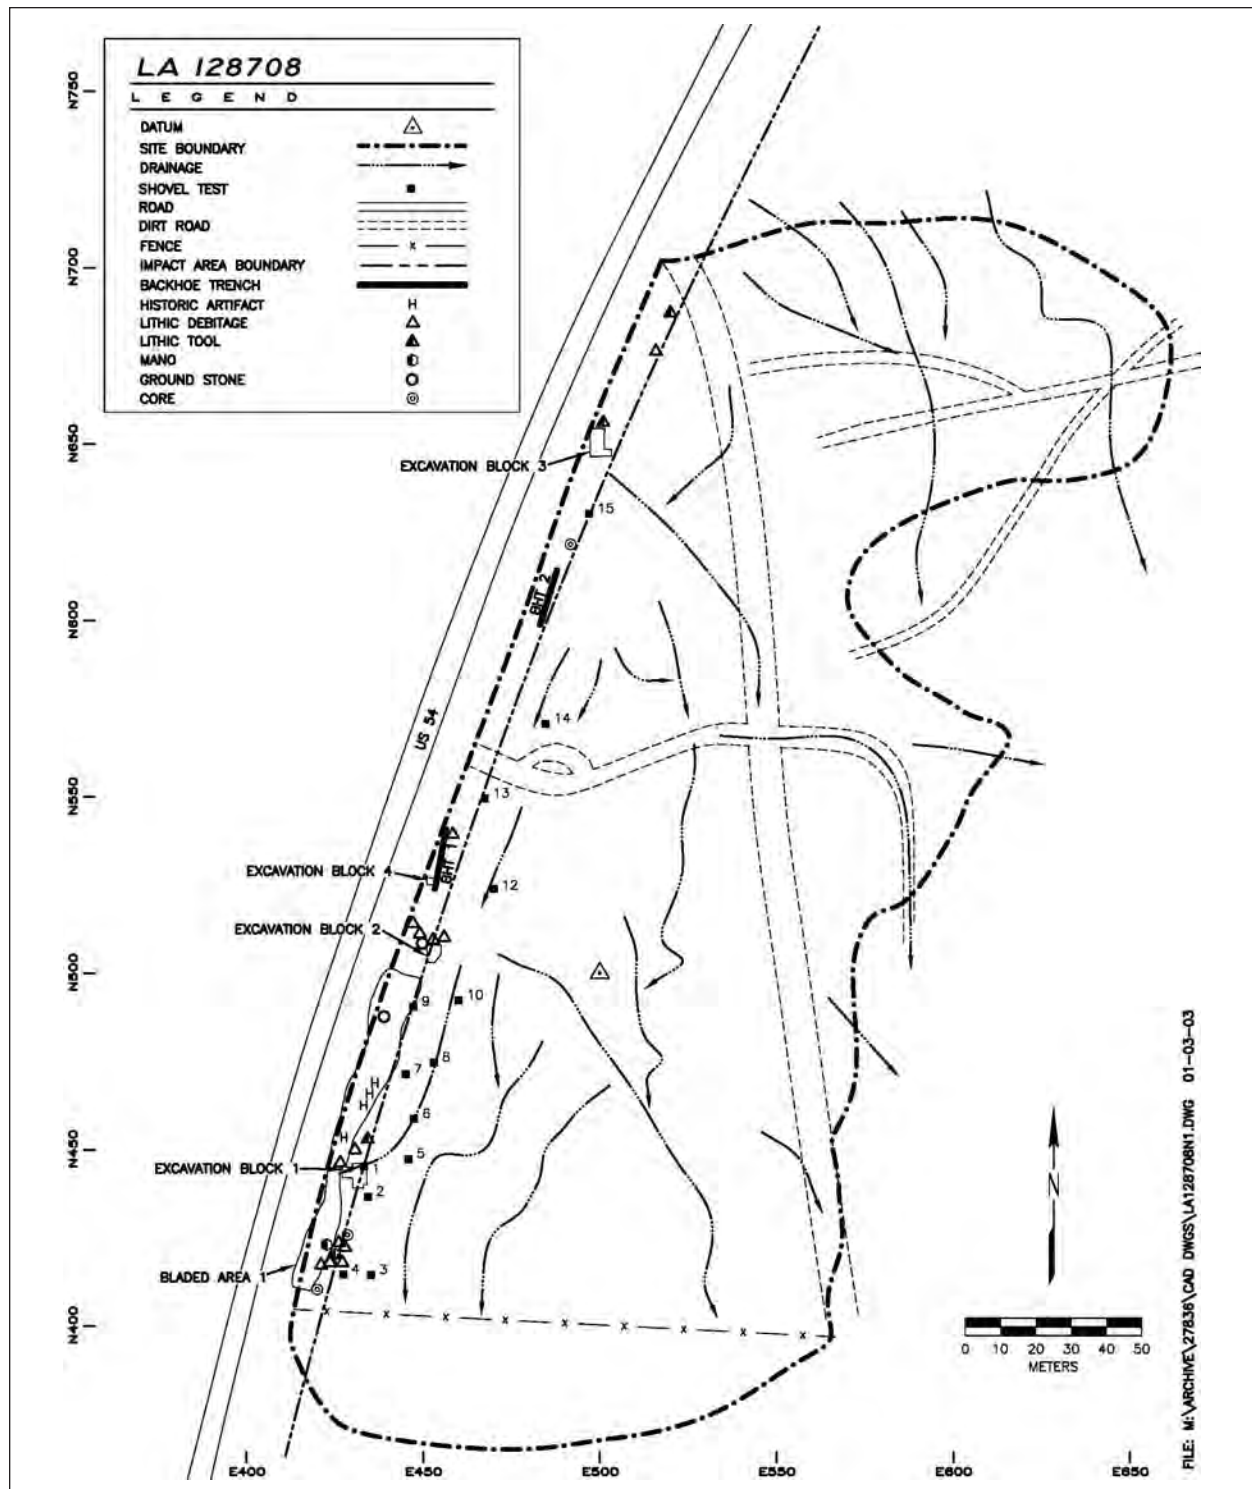 LA 128708
LEGEND
DATUM
SITE BOUNDARY
DRAINAGE
SHOVEL TEST
ROAD
DIRT ROAD
FENCE
x
IMPACT AREA BOUNDARY
BACKHOE TRENCH
HISTORIC ARTIFACT H
LITHIC DEBITAGE
LITHIC TOOL
MANO
GROUND STONE
CORE
N750
N700
N650
N600
N550
N500
N450
N400
EXCAVATION BLOCK 3
15
BHT 2
US 54
14
13
BHT 1
EXCAVATION BLOCK 4
12
EXCAVATION BLOCK 2
10
9
8
7
H
H
H
6
H
5
EXCAVATION BLOCK 1
1
2
BLADED AREA 1
4
3
x x x x x x x x x
N
0 10 20 30 40 50
METERS
E400 E450 E500 E550 E600 E650
FILE: M:\ARCHIVE\27836\CAD DWGS\LA128708N1.DWG 01-03-03